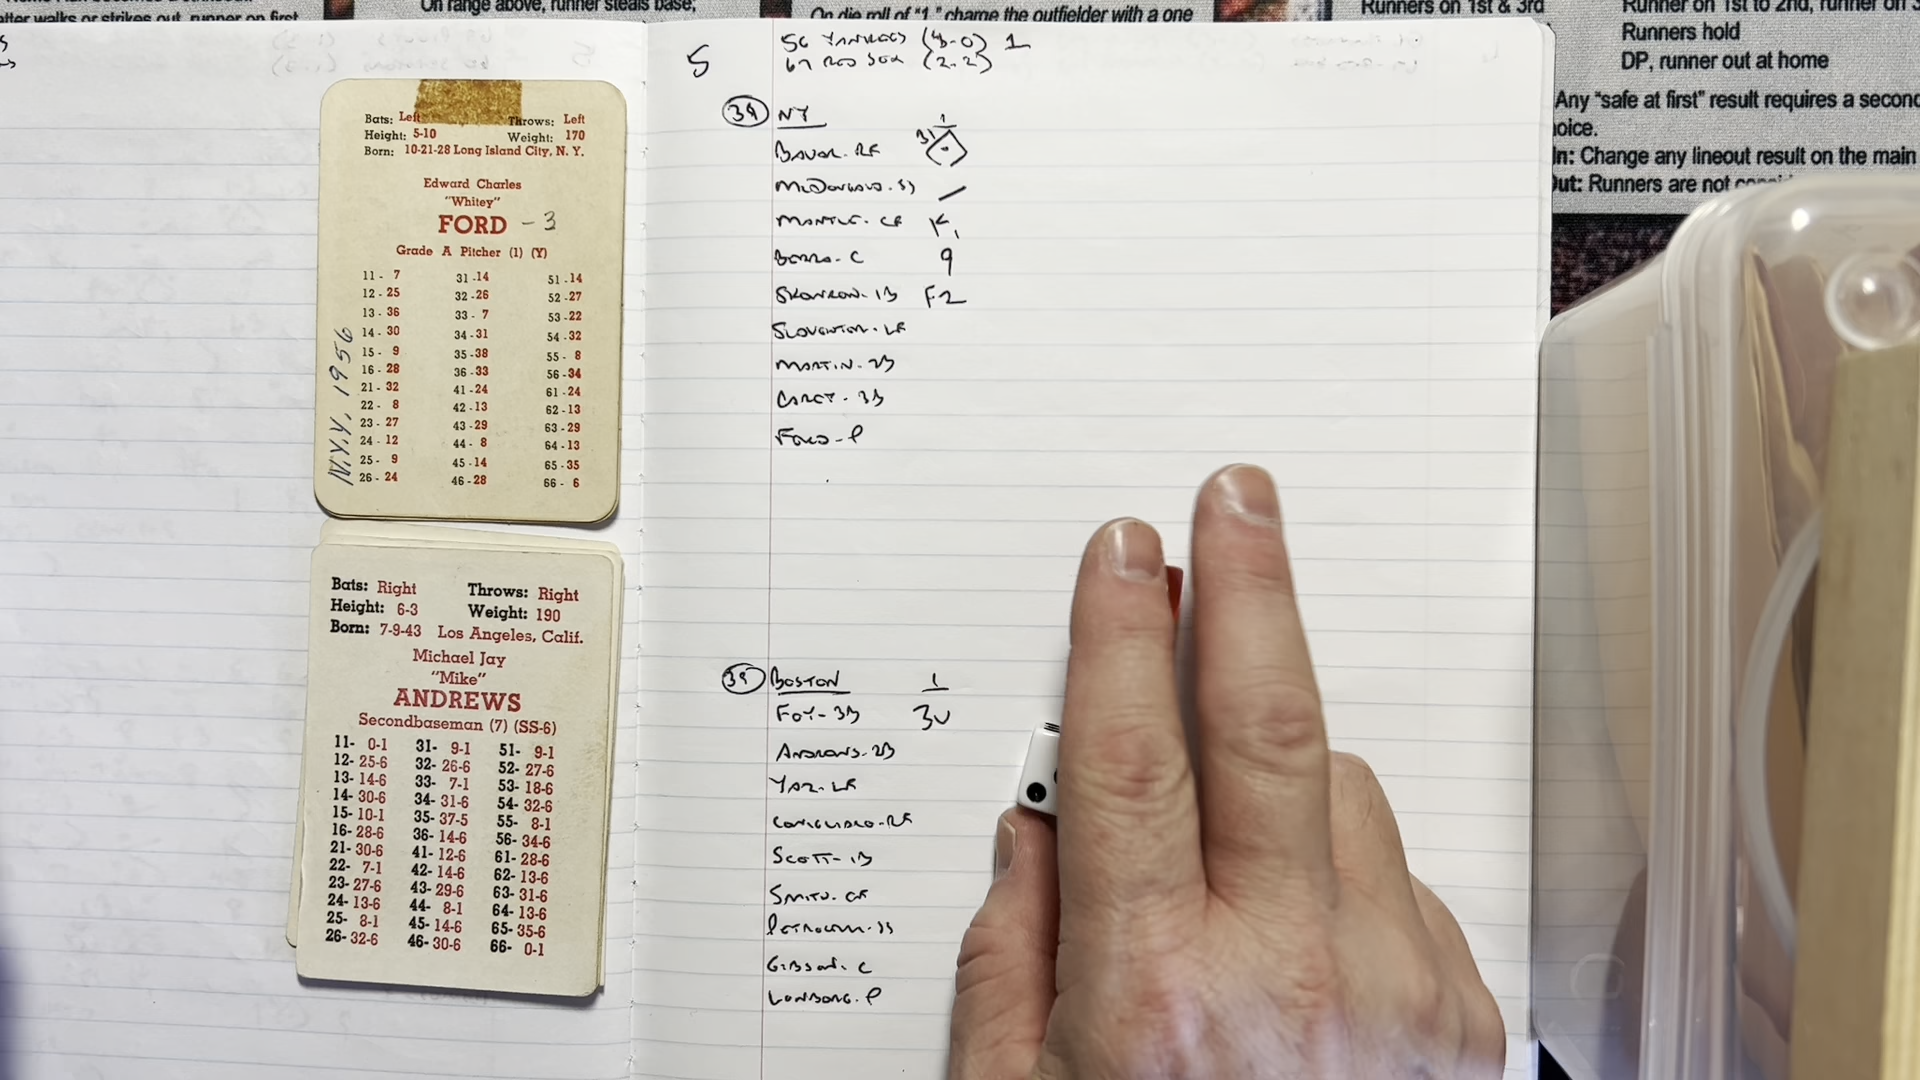 On range above, runner steals base;
On die roll of "1," charge the outfielder with a one
Runners on 1st & 3rd
Runners hold
DP, runner out at home
Any "safe at first" result requires a second
oice.
In: Change any lineout result on the main
Out: Runners are not
Bats: Left Throws: Left
Height: 5-10 Weight: 170
Born: 10-21-28 Long Island City, N. Y.
Edward Charles
"Whitey"
FORD - 3
Grade A Pitcher (1) (Y)
11- 7 31-14 51-14
12-25 32-26 52-27
13-36 33- 7 53-22
14-30 34-31 54-32
15- 9 35-38 55- 8
16-28 36-33 56-34
21-32 41-24 61-24
22- 8 42-13 62-13
23-27 43-29 63-29
24-12 44- 8 64-13
25- 9 45-14 65-35
26-24 46-28 66- 6
N.Y.Y. 1956
Bats: Right Throws: Right
Height: 6-3 Weight: 190
Born: 7-9-43 Los Angeles, Calif.
Michael Jay
"Mike"
ANDREWS
Secondbaseman (7) (SS-6)
11- 0-1 31- 9-1 51- 9-1
12- 25-6 32- 26-6 52- 27-6
13- 14-6 33- 7-1 53- 18-6
14- 30-6 34- 31-6 54- 32-6
15- 10-1 35- 37-5 55- 8-1
16- 28-6 36- 14-6 56- 34-6
21- 30-6 41- 12-6 61- 28-6
22- 7-1 42- 14-6 62- 13-6
23- 27-6 43- 29-6 63- 31-6
24- 13-6 44- 8-1 64- 13-6
25- 8-1 45- 14-6 65- 35-6
26- 32-6 46- 30-6 66- 0-1
5
56 YANKEES (4-0) 1
67 RED SOX (2-2)
39 NY 1
BAUER-RF 31
McDOUGALD-SS
MANTLE-CF K,
BERRA-C 9
SKOWRON-1B F2
SLAUGHTER-LF
MARTIN-2B
CAREY-3B
FORD-P
39 BOSTON 1
FOY-3B 3U
ANDREWS-2B
YAZ-LF
CONIGLIARO-RF
SCOTT-1B
SMITH-CF
PETROCELLI-SS
GIBSON-C
LONBORG-P